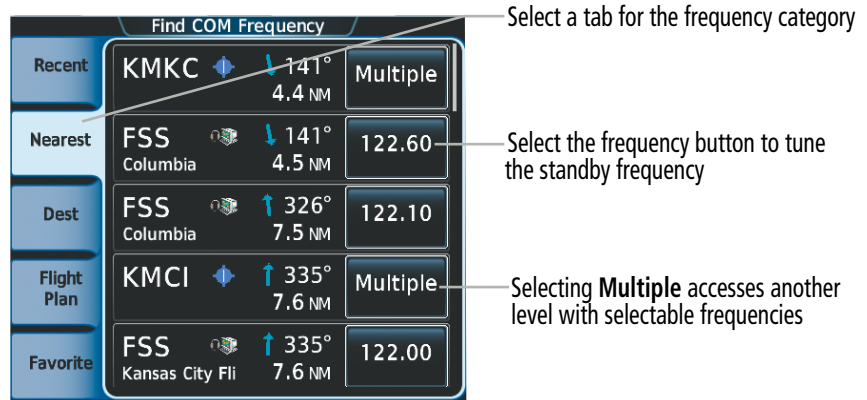 Find COM Frequency
Select a tab for the frequency category
Recent
KMKC 141° Multiple
4.4 NM
Nearest
FSS 141° 122.60
Columbia 4.5 NM
Select the frequency button to tune
the standby frequency
Dest
FSS 326° 122.10
Columbia 7.5 NM
Flight
Plan
KMCI 335° Multiple
7.6 NM
Selecting Multiple accesses another
level with selectable frequencies
Favorite
FSS 335° 122.00
Kansas City Fli 7.6 NM